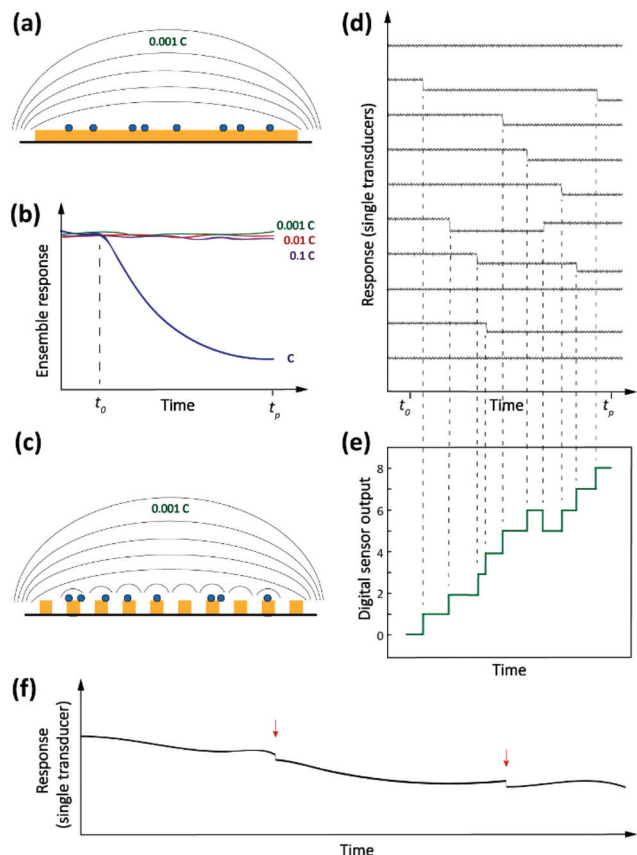 (a)
0.001 C
(b)
Ensemble response
0.001 C
0.01 C
0.1 C
C
t₀
Time
tₚ
(c)
0.001 C
(d)
Response (single transducers)
t₀
Time
tₚ
(e)
Digital sensor output
8
6
4
2
0
Time
(f)
Response
(single transducer)
Time